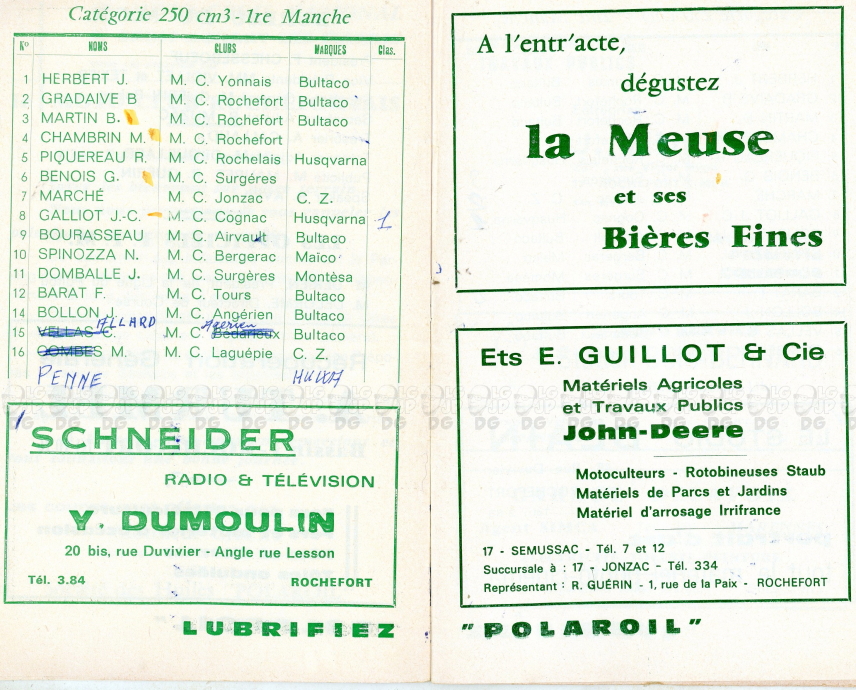 Catégorie 250 cm3 - 1re Manche
No NOMS CLUBS MARQUES Clas.
1 HERBERT J. M. C. Yonnais Bultaco
2 GRADAIVE B M. C. Rochefort Bultaco
3 MARTIN B. M. C. Rochefort Bultaco
4 CHAMBRIN M. M. C. Rochefort
5 PIQUEREAU R. M. C. Rochelais Husqvarna
6 BENOIS G. M. C. Surgéres
7 MARCHÉ M. C. Jonzac C. Z.
8 GALLIOT J.-C. M. C. Cognac Husqvarna 1
9 BOURASSEAU M. C. Airvault Bultaco
10 SPINOZZA N. M. C. Bergerac Maïco
11 DOMBALLE J. M. C. Surgères Montèsa
12 BARAT F. M. C. Tours Bultaco
14 BOLLON J. M. C. Angérien Bultaco
ALLARD Agerien
15 VELLAS C. M. C. Bédarioux Bultaco
16 COMBES M. M. C. Laguépie C. Z.
PENNE
1
SCHNEIDER
RADIO & TÉLÉVISION
Y. DUMOULIN
20 bis, rue Duvivier - Angle rue Lesson
Tél. 3.84 ROCHEFORT
LUBRIFIEZ
A l'entr'acte,
dégustez
la Meuse
et ses
Bières Fines
Ets E. GUILLOT & Cie
Matériels Agricoles
et Travaux Publics
John-Deere
Motoculteurs - Rotobineuses Staub
Matériels de Parcs et Jardins
Matériel d'arrosage Irrifrance
17 - SEMUSSAC - Tél. 7 et 12
Succursale à : 17 - JONZAC - Tél. 334
Représentant : R. GUÉRIN - 1, rue de la Paix - ROCHEFORT
"POLAROIL"